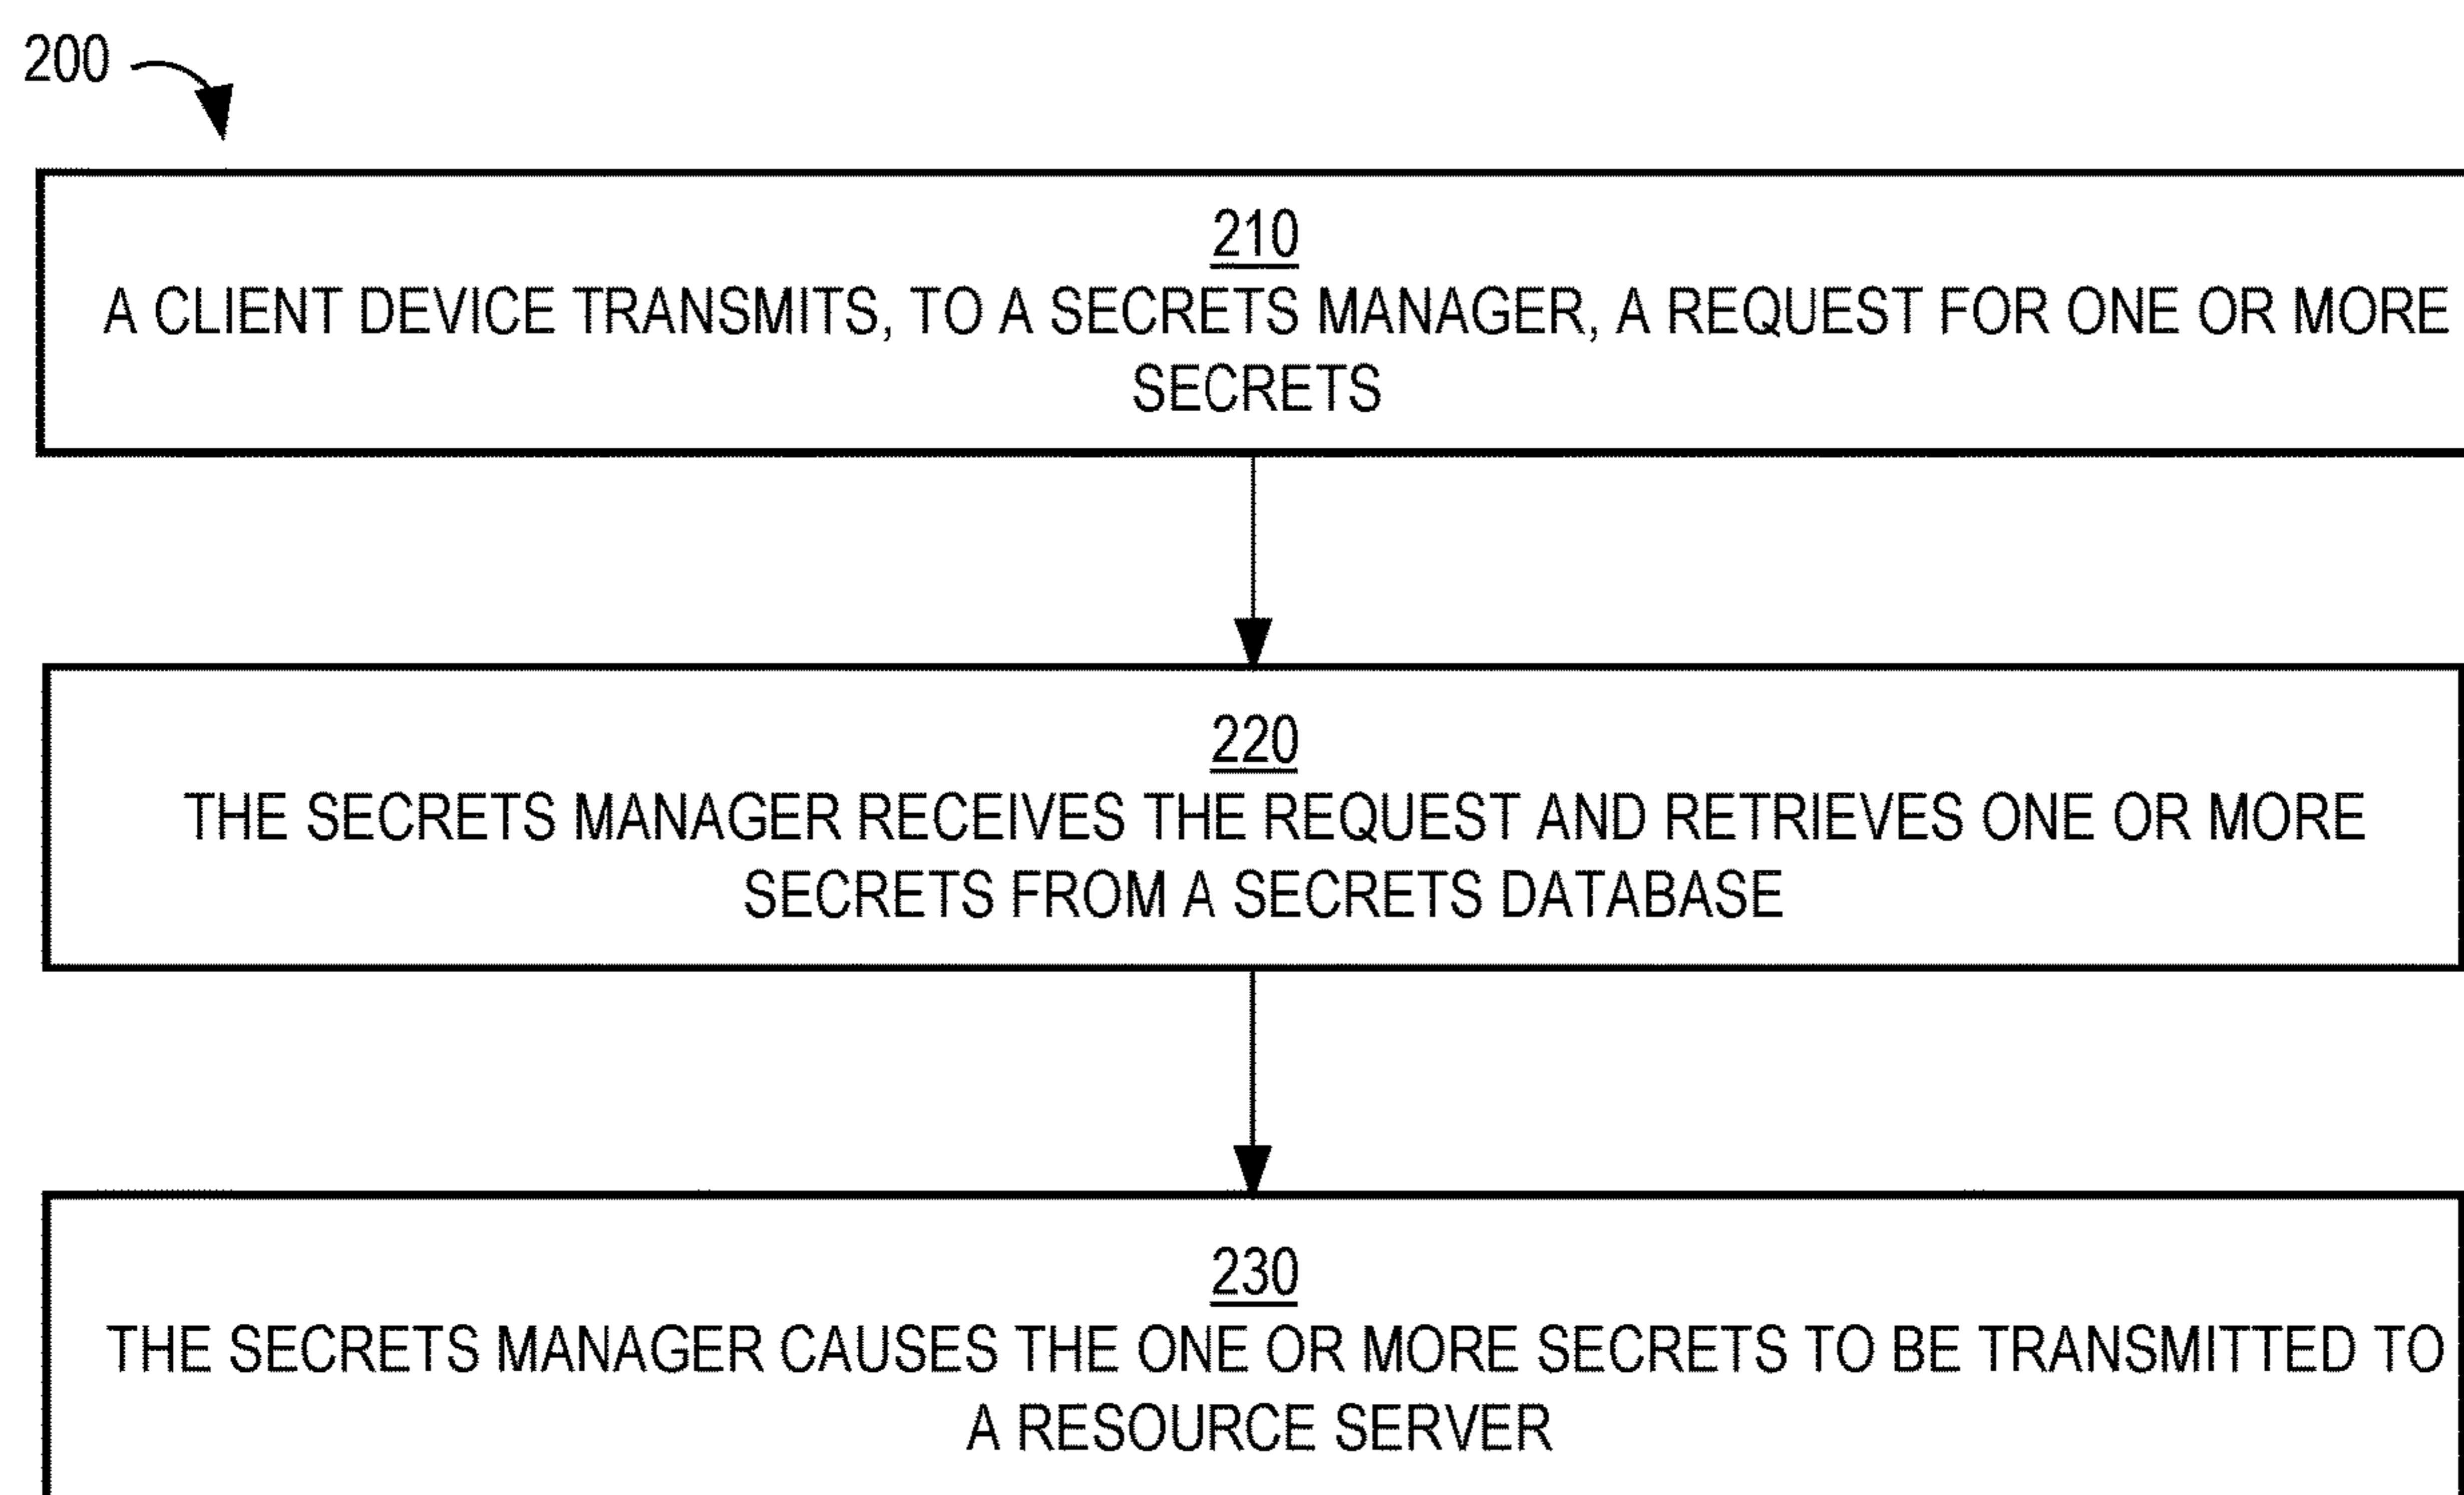 200
210
A CLIENT DEVICE TRANSMITS, TO A SECRETS MANAGER, A REQUEST FOR ONE OR MORE
SECRETS
220
THE SECRETS MANAGER RECEIVES THE REQUEST AND RETRIEVES ONE OR MORE
SECRETS FROM A SECRETS DATABASE
230
THE SECRETS MANAGER CAUSES THE ONE OR MORE SECRETS TO BE TRANSMITTED TO
A RESOURCE SERVER